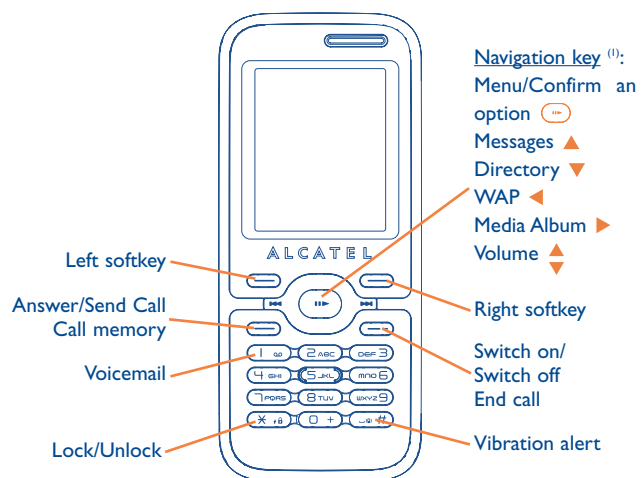 Navigation key (1):
Menu/Confirm an
option
Messages
Directory
WAP
Media Album
Volume
ALCATEL
Left softkey
Right softkey
Answer/Send Call
Call memory
Switch on/
Switch off
End call
Voicemail
1 2 ABC DEF 3
4 GHI 5 JKL MNO 6
7 PQRS 8 TUV WXYZ 9
* 0 + #
Lock/Unlock
Vibration alert